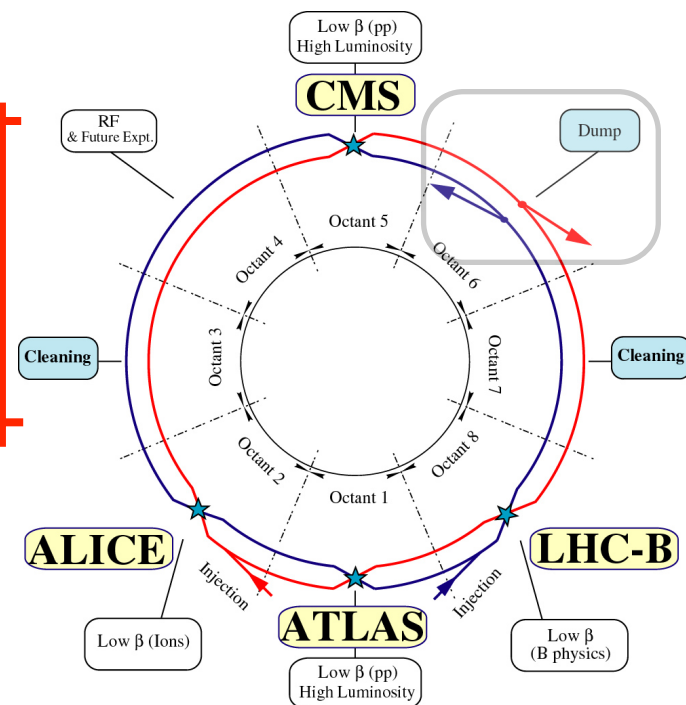 Low β (pp)
High Luminosity
CMS
RF
& Future Expt.
Dump
Octant 5
Octant 4
Octant 6
Octant 3
Octant 7
Cleaning
Cleaning
Octant 2
Octant 8
Octant 1
ALICE
LHC-B
Injection
Injection
ATLAS
Low β (Ions)
Low β
(B physics)
Low β (pp)
High Luminosity